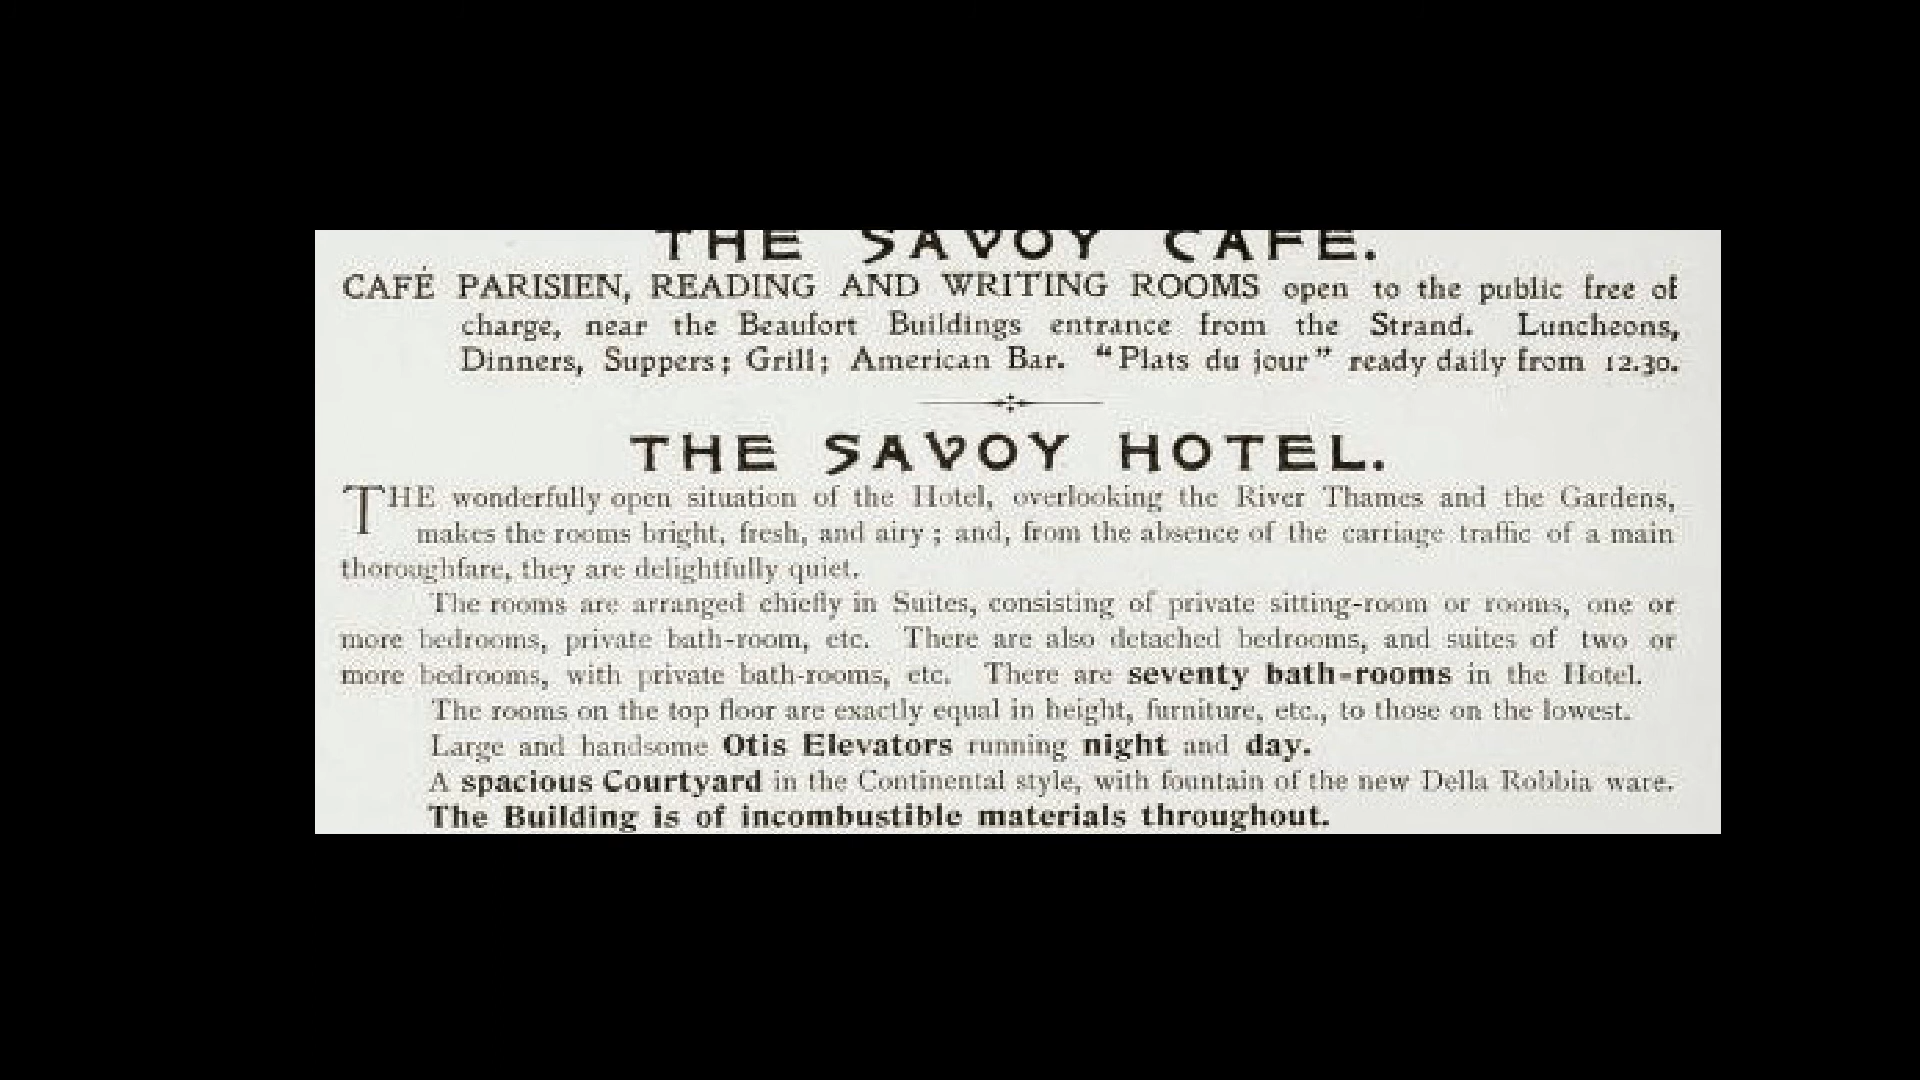 THE SAVOY CAFE.
CAFÉ PARISIEN, READING AND WRITING ROOMS open to the public free of
charge, near the Beaufort Buildings entrance from the Strand. Luncheons,
Dinners, Suppers; Grill; American Bar. "Plats du jour" ready daily from 12.30.
THE SAVOY HOTEL.
THE wonderfully open situation of the Hotel, overlooking the River Thames and the Gardens,
makes the rooms bright, fresh, and airy; and, from the absence of the carriage traffic of a main
thoroughfare, they are delightfully quiet.
The rooms are arranged chiefly in Suites, consisting of private sitting-room or rooms, one or
more bedrooms, private bath-room, etc. There are also detached bedrooms, and suites of two or
more bedrooms, with private bath-rooms, etc. There are seventy bath-rooms in the Hotel.
The rooms on the top floor are exactly equal in height, furniture, etc., to those on the lowest.
Large and handsome Otis Elevators running night and day.
A spacious Courtyard in the Continental style, with fountain of the new Della Robbia ware.
The Building is of incombustible materials throughout.